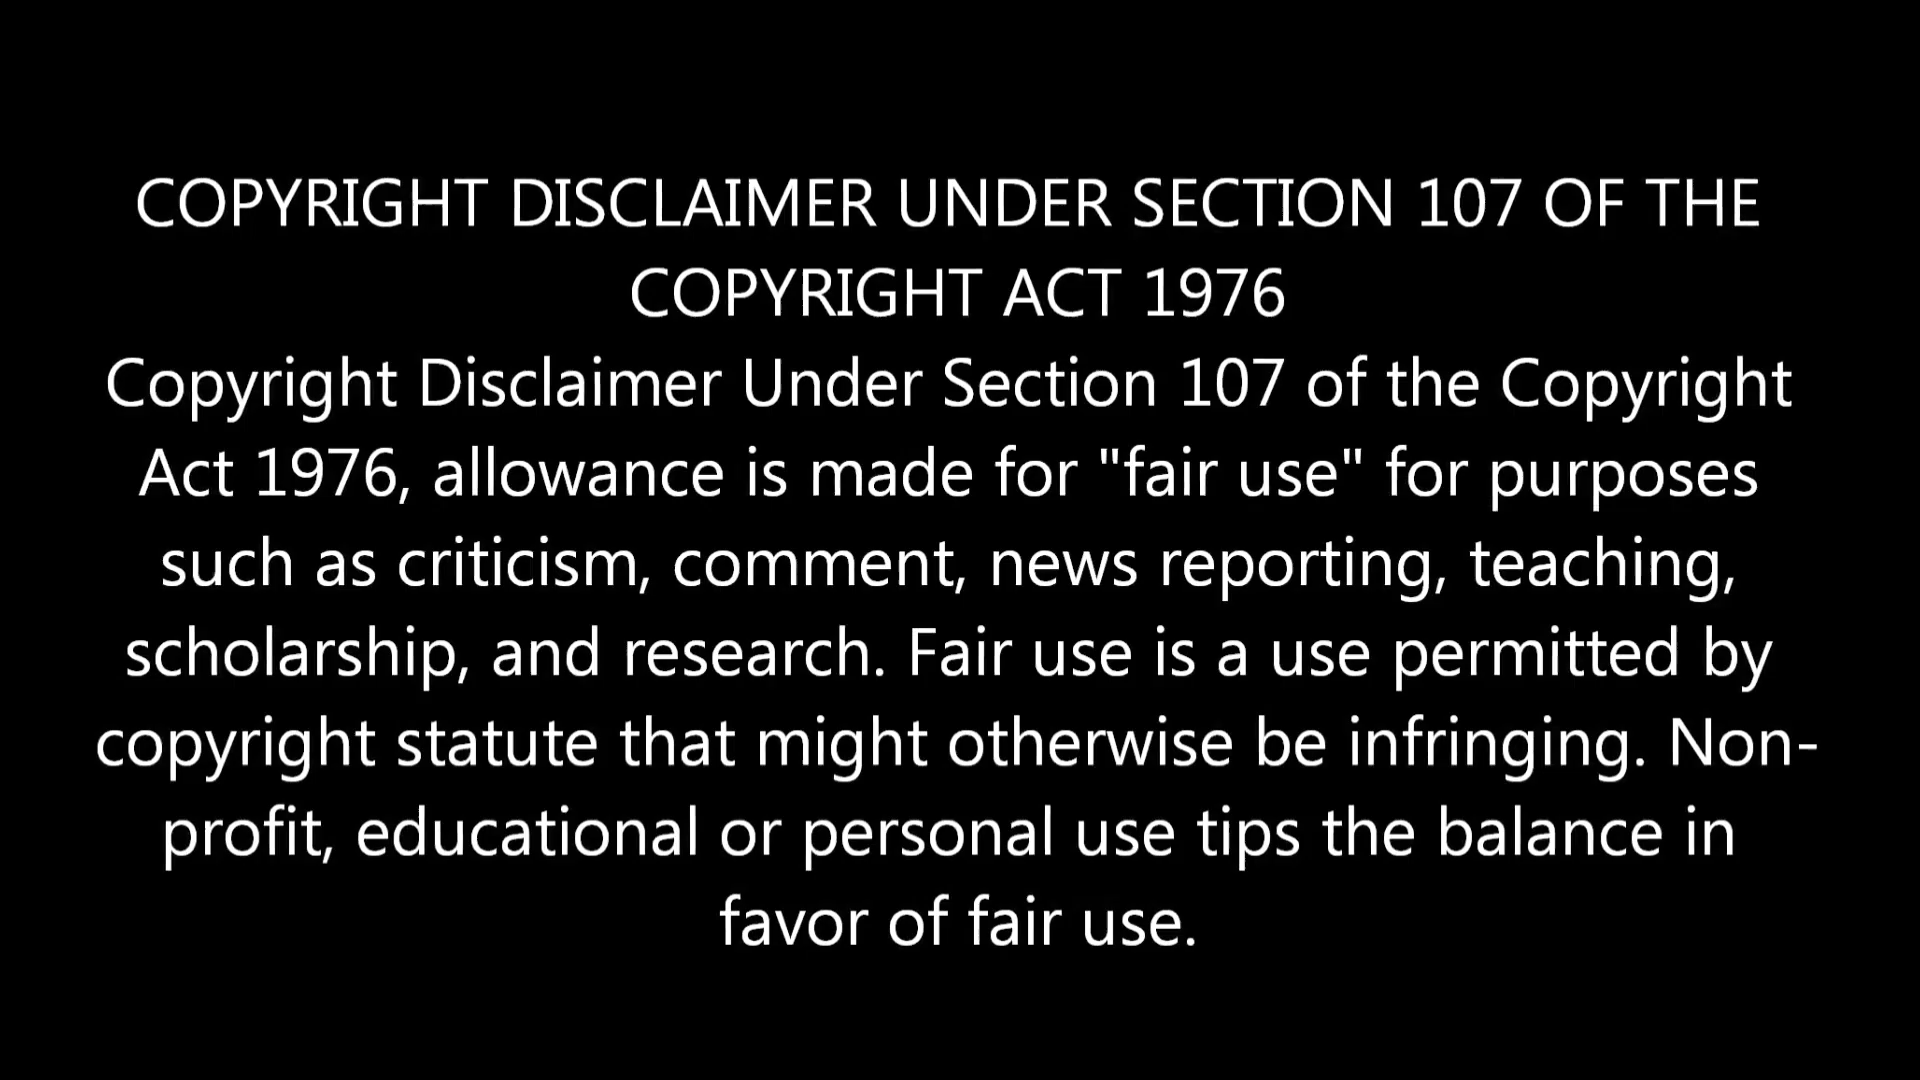 COPYRIGHT DISCLAIMER UNDER SECTION 107 OF THE
COPYRIGHT ACT 1976
Copyright Disclaimer Under Section 107 of the Copyright
Act 1976, allowance is made for "fair use" for purposes
such as criticism, comment, news reporting, teaching,
scholarship, and research. Fair use is a use permitted by
copyright statute that might otherwise be infringing. Non-
profit, educational or personal use tips the balance in
favor of fair use.